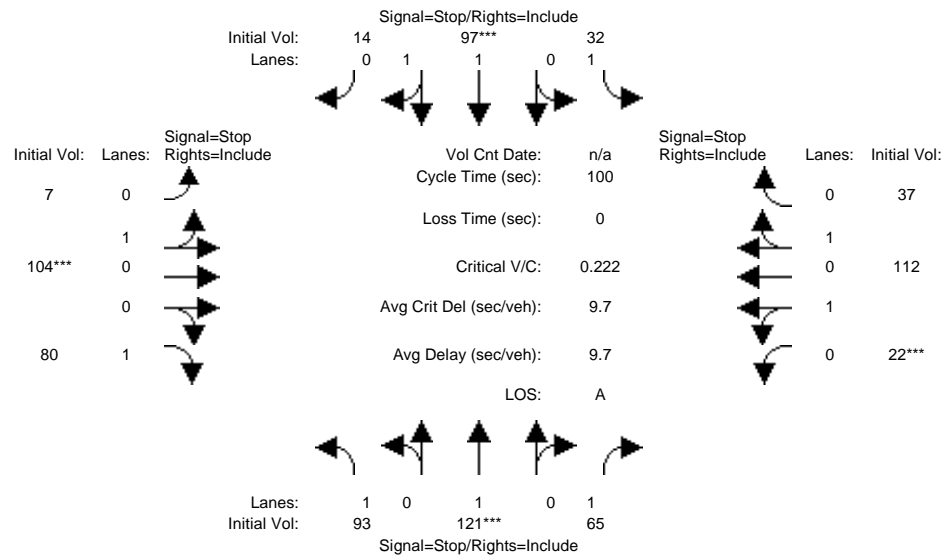 Signal=Stop/Rights=Include
Initial Vol: 14 97*** 32
Lanes: 0 1 1 0 1
Signal=Stop
Initial Vol: Lanes: Rights=Include
Vol Cnt Date: n/a
Signal=Stop
Rights=Include Lanes: Initial Vol:
Cycle Time (sec): 100
7 0
0 37
Loss Time (sec): 0
1
1
104*** 0
Critical V/C: 0.222
0 112
0
Avg Crit Del (sec/veh): 9.7
1
80 1
Avg Delay (sec/veh): 9.7
0 22***
LOS: A
Lanes: 1 0 1 0 1
Initial Vol: 93 121*** 65
Signal=Stop/Rights=Include